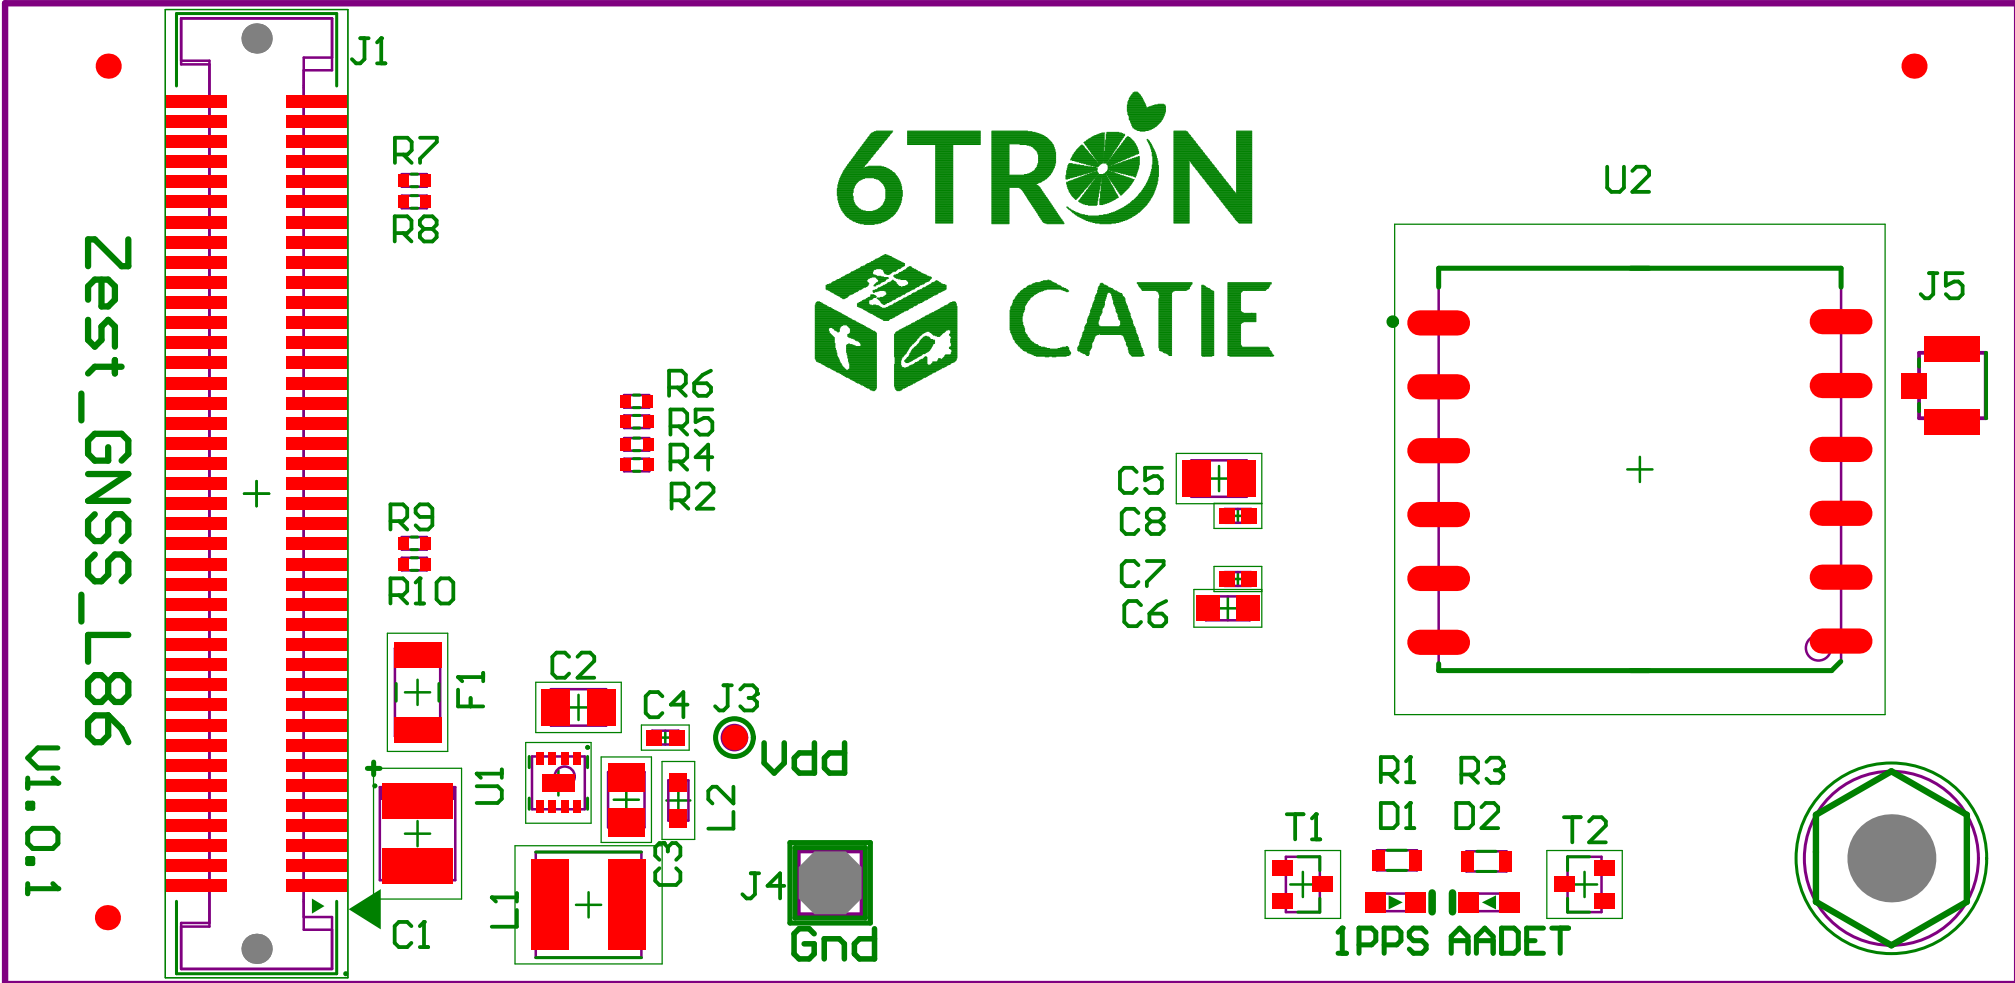 J1
R7
R8
6TRON
CATIE
U2
J5
Zest_GNSS_L86
V1.0.1
R6
R5
R4
R2
C5
C8
C7
C6
R9
R10
F1
C2
C4
J3
Vdd
+
U1
L2
C3
L1
C1
J4
Gnd
R1 R3
D1 D2
T1 T2
1PPS AADET